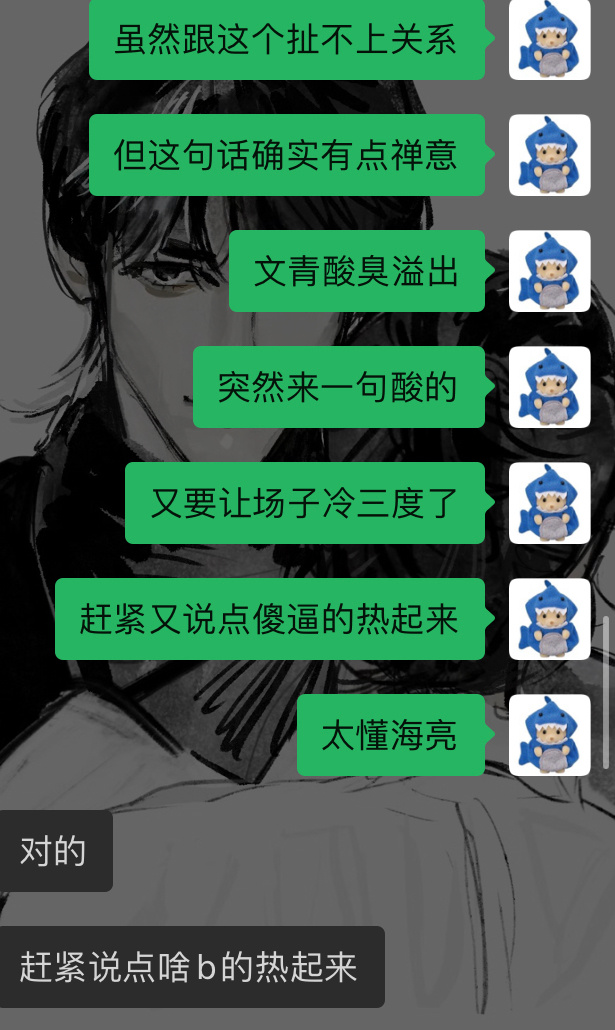 虽然跟这个扯不上关系
但这句话确实有点禅意
文青酸臭溢出
突然来一句酸的
又要让场子冷三度了
赶紧又说点傻逼的热起来
太懂海亮
对的
赶紧说点啥b的热起来